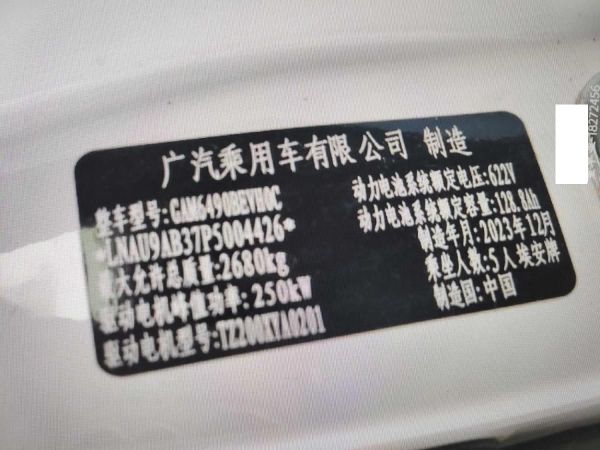 广汽乘用车有限公司 制造
整车型号:GAM6490BEVH0C
*LNAU9AB37P5004426*
最大允许总质量:2680kg
驱动电机峰值功率:250kW
驱动电机型号:TZ200XYA0201
动力电池系统额定电压:622V
动力电池系统额定容量:128.8Ah
制造年月:2023年12月
乘坐人数:5人 埃安牌
制造国:中国
18272456